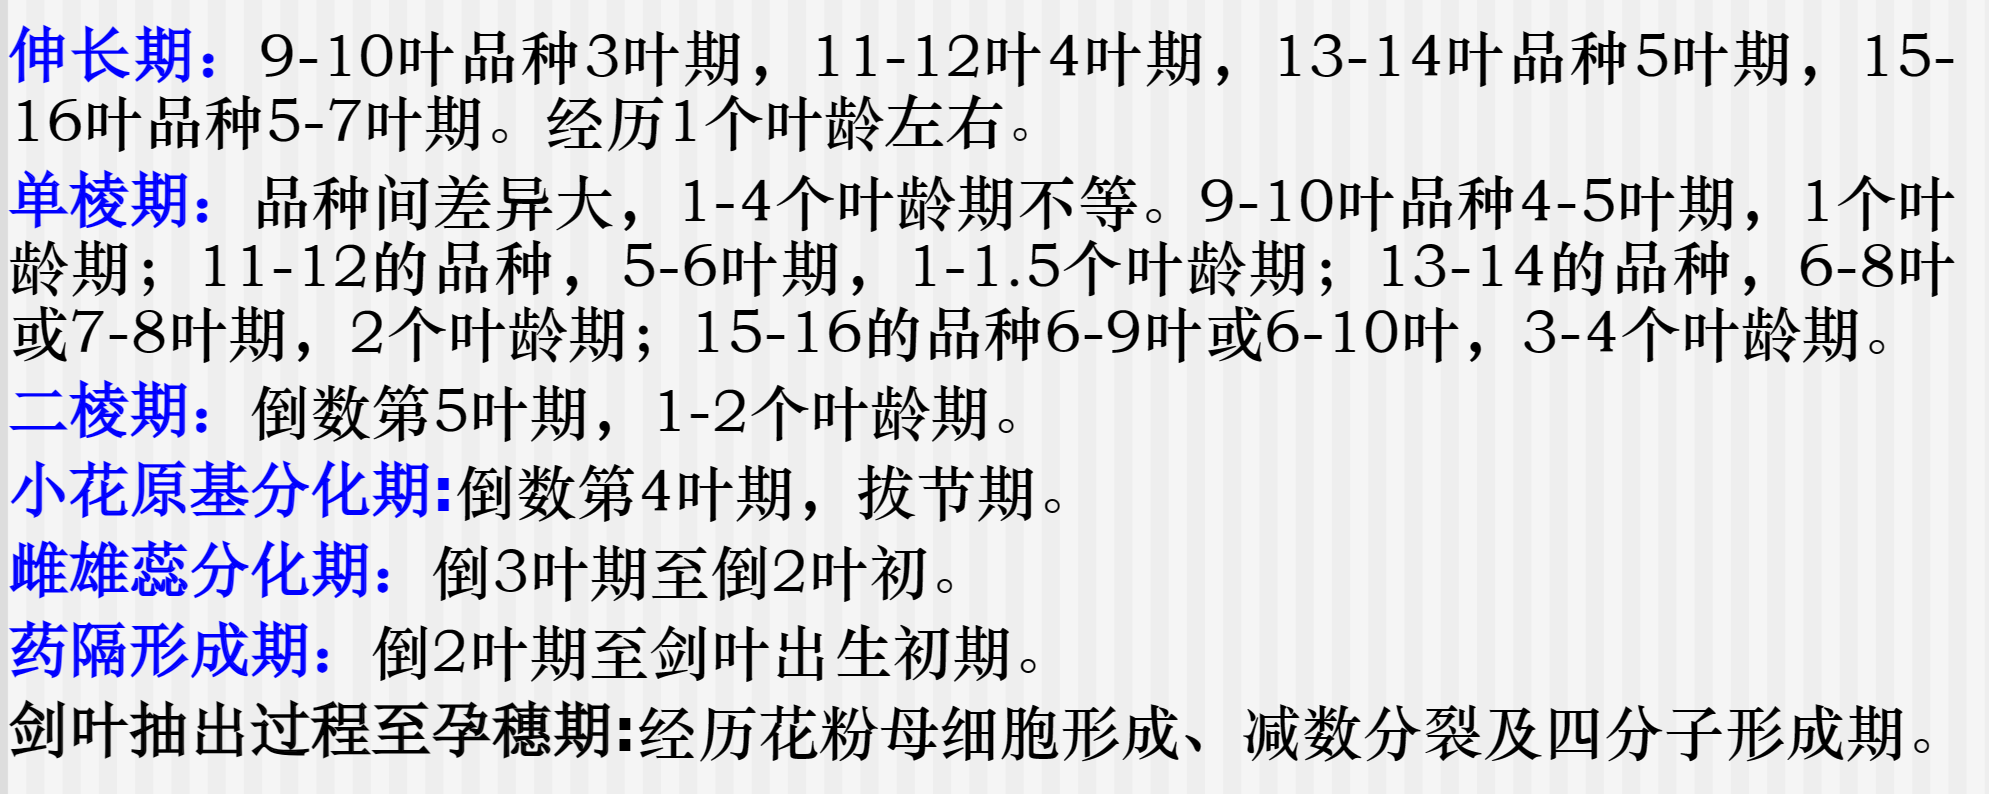 伸长期：9-10叶品种3叶期，11-12叶4叶期，13-14叶品种5叶期，15-
16叶品种5-7叶期。经历1个叶龄左右。
单棱期：品种间差异大，1-4个叶龄期不等。9-10叶品种4-5叶期，1个叶
龄期；11-12的品种，5-6叶期，1-1.5个叶龄期；13-14的品种，6-8叶
或7-8叶期，2个叶龄期；15-16的品种6-9叶或6-10叶，3-4个叶龄期。
二棱期：倒数第5叶期，1-2个叶龄期。
小花原基分化期:倒数第4叶期，拔节期。
雌雄蕊分化期：倒3叶期至倒2叶初。
药隔形成期：倒2叶期至剑叶出生初期。
剑叶抽出过程至孕穗期:经历花粉母细胞形成、减数分裂及四分子形成期。